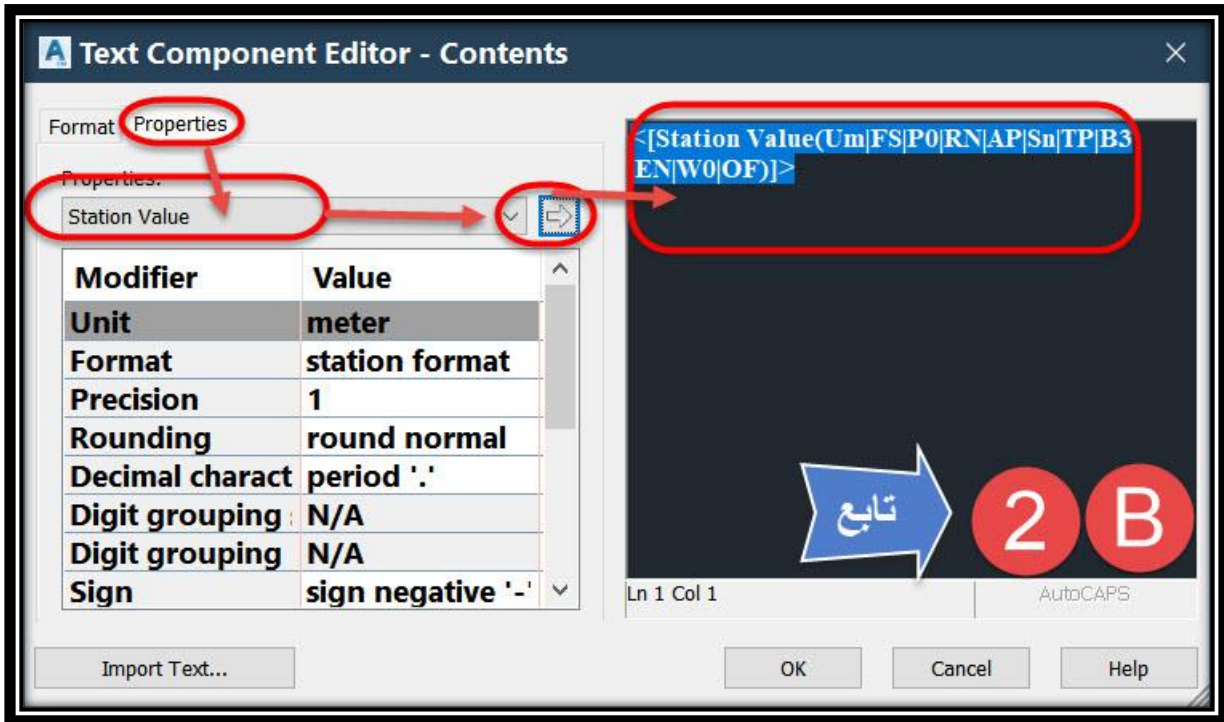 Text Component Editor - Contents
Format Properties
Properties:
Station Value
Modifier Value
Unit meter
Format station format
Precision 1
Rounding round normal
Decimal charact period '.'
Digit grouping N/A
Digit grouping N/A
Sign sign negative '-'
<[Station Value(Um|FS|P0|RN|AP|Sn|TP|B3
EN|W0|OF)]>
تابع
2 B
Ln 1 Col 1
AutoCAPS
Import Text...
OK Cancel Help